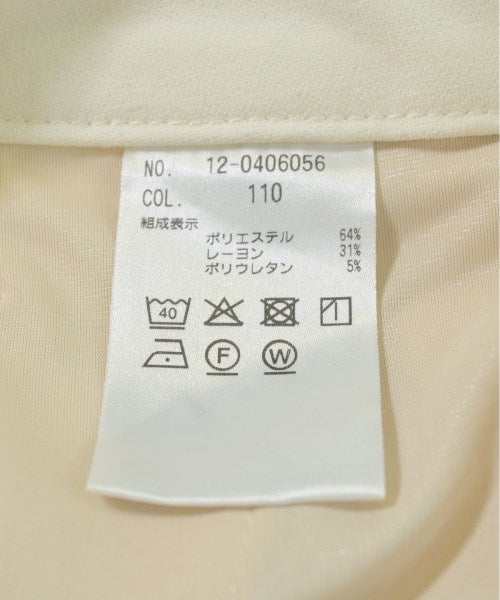 NO. 12-0406056
COL. 110
組成表示
ポリエステル 64%
レーヨン 31%
ポリウレタン 5%
40
F W